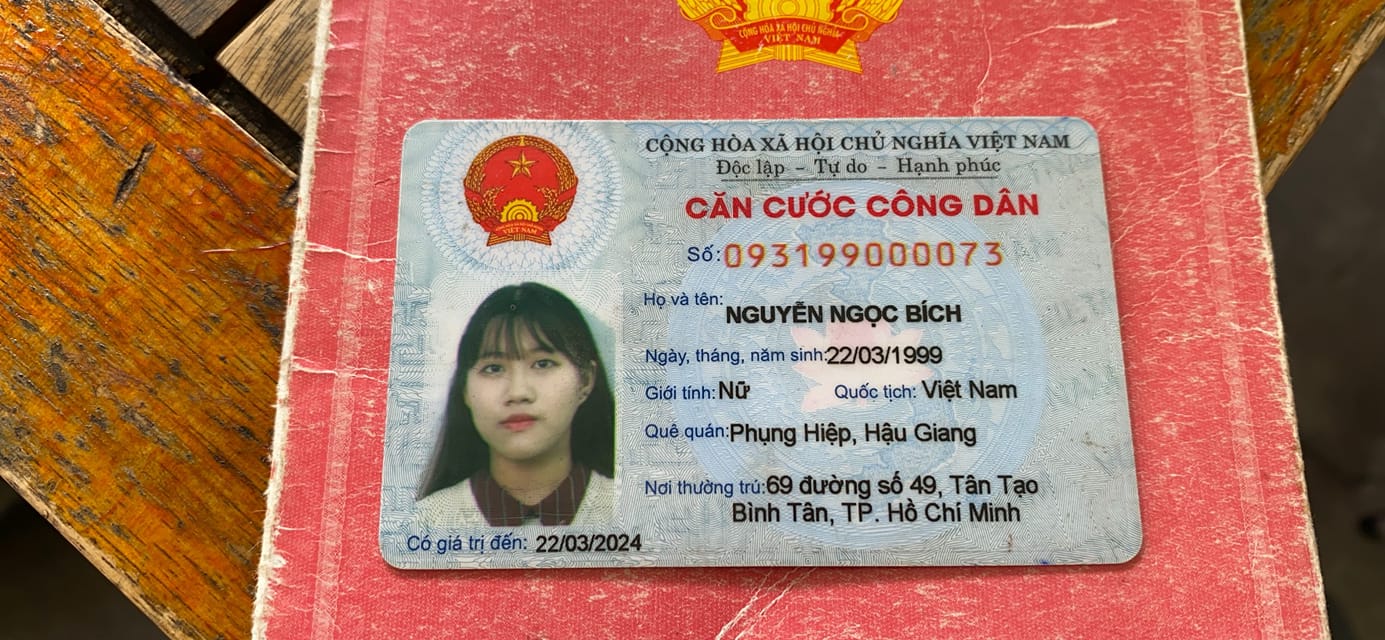 CỘNG HÒA XÃ HỘI CHỦ NGHĨA
VIỆT NAM
CỘNG HÒA XÃ HỘI CHỦ NGHĨA VIỆT NAM
Độc lập - Tự do - Hạnh phúc
CĂN CƯỚC CÔNG DÂN
Số: 093199000073
VIỆT NAM
Họ và tên:
NGUYỄN NGỌC BÍCH
Ngày, tháng, năm sinh: 22/03/1999
Giới tính: Nữ Quốc tịch: Việt Nam
Quê quán: Phụng Hiệp, Hậu Giang
Nơi thường trú: 69 đường số 49, Tân Tạo
Bình Tân, TP. Hồ Chí Minh
Có giá trị đến: 22/03/2024